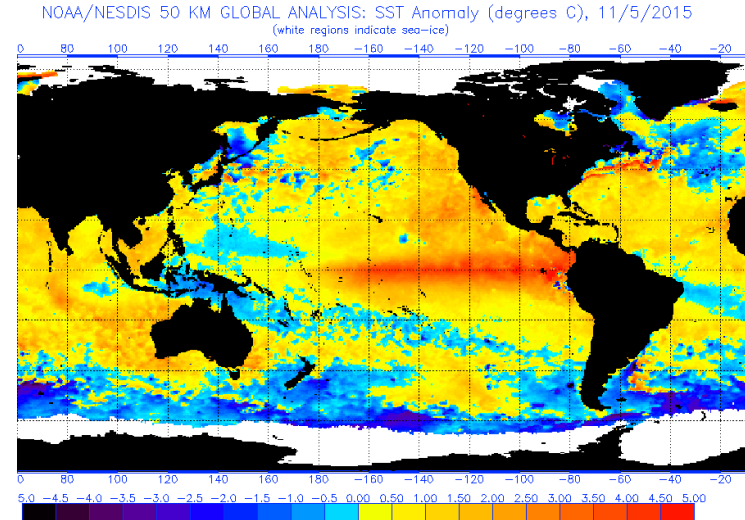 NOAA/NESDIS 50 KM GLOBAL ANALYSIS: SST Anomaly (degrees C), 11/5/2015
(white regions indicate sea-ice)
60 80 100 120 140 160 180 -160 -140 -120 -100 -80 -60 -40 -20 0
60 80 100 120 140 160 180 -160 -140 -120 -100 -80 -60 -40 -20
5.0 -4.5 -4.0 -3.5 -3.0 -2.5 -2.0 -1.5 -1.0 -0.5 0.00 0.50 1.00 1.50 2.00 2.50 3.00 3.50 4.00 4.50 5.00